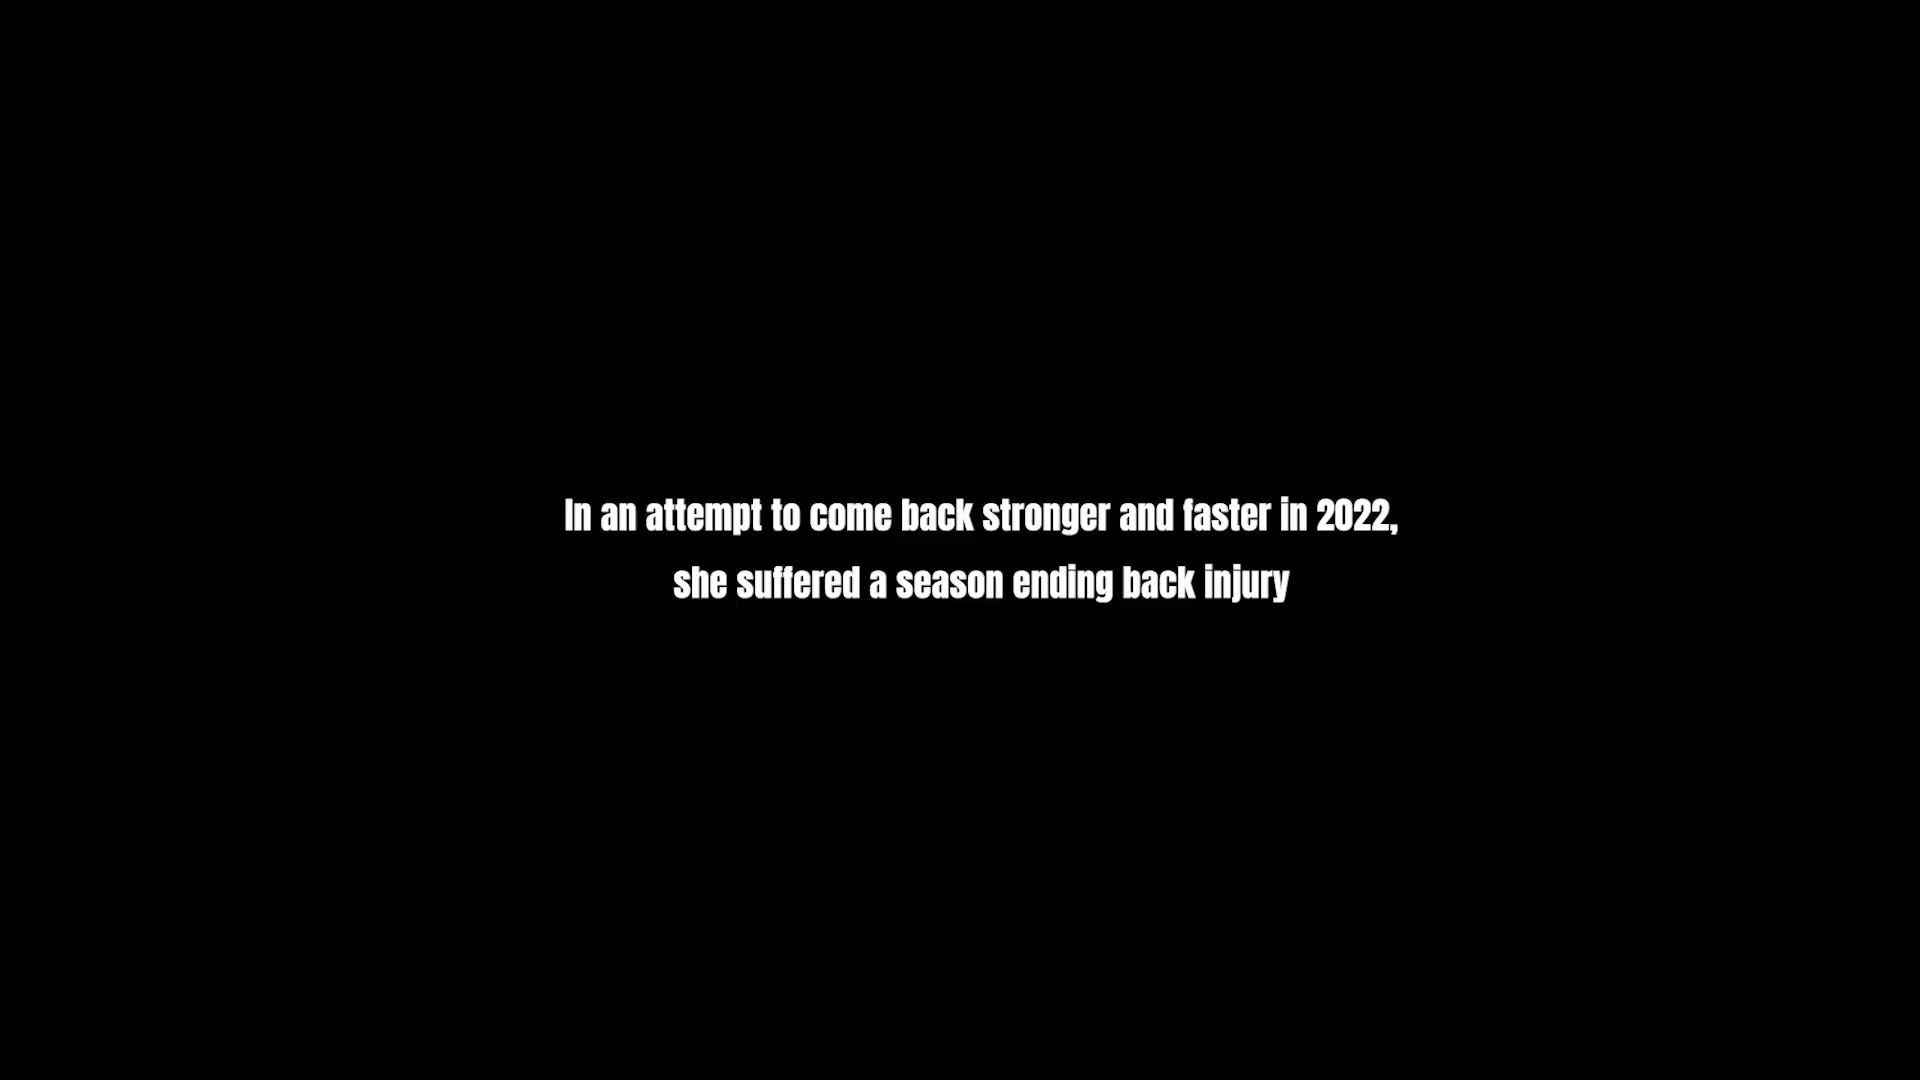 In an attempt to come back stronger and faster in 2022,
she suffered a season ending back injury